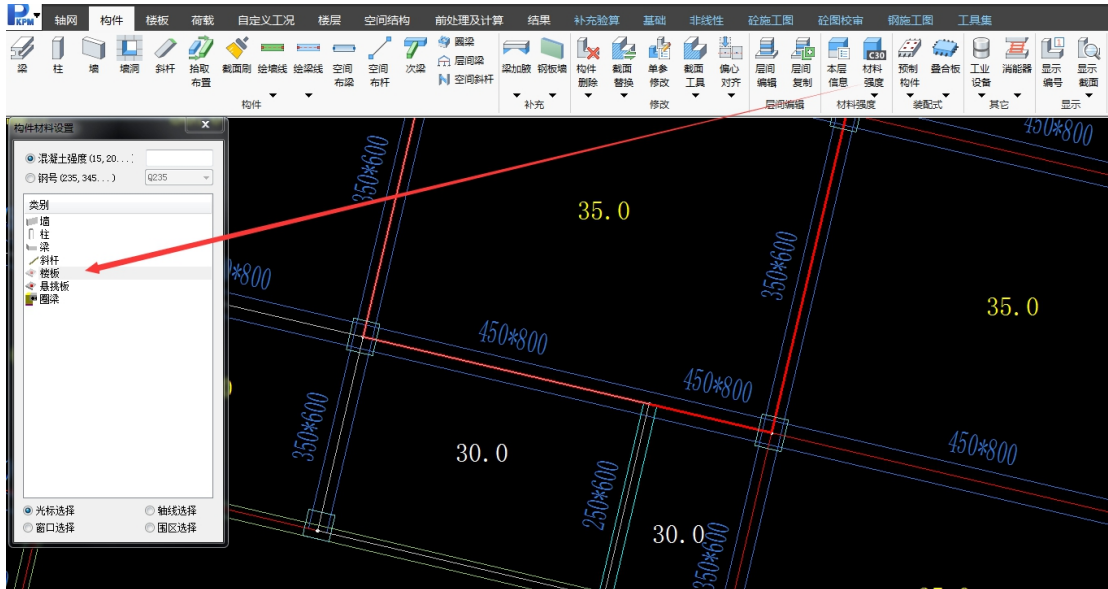 PKPM 轴网 构件 楼板 荷载 自定义工况 楼层 空间结构 前处理及计算 结果 补充验算 基础 非线性 砼施工图 砼图校审 钢施工图 工具集
梁 柱 墙 墙洞 斜杆 拾取布置 截面刷 绘墙线 绘梁线 空间布梁 空间布杆 次梁
圈梁
层间梁
空间斜杆
梁加腋 钢板墙 构件删除 截面替换 单参修改 截面工具 偏心对齐 层间编辑 层间复制 本层信息 材料强度 预制构件 叠合板 工业设备 消能器 显示编号 显示截面
C30
构件 补充 修改 层间编辑 材料强度 装配式 其它 显示
构件材料设置 x
混凝土强度(15,20...)
钢号(235,345...) Q235
类别
墙
柱
梁
斜杆
楼板
悬挑板
圈梁
光标选择 轴线选择
窗口选择 围区选择
350*600
450*800
35.0
350*600
*800
35.0
450*800
450*800
350*600
450*800
30.0
250*600
30.0
350*600